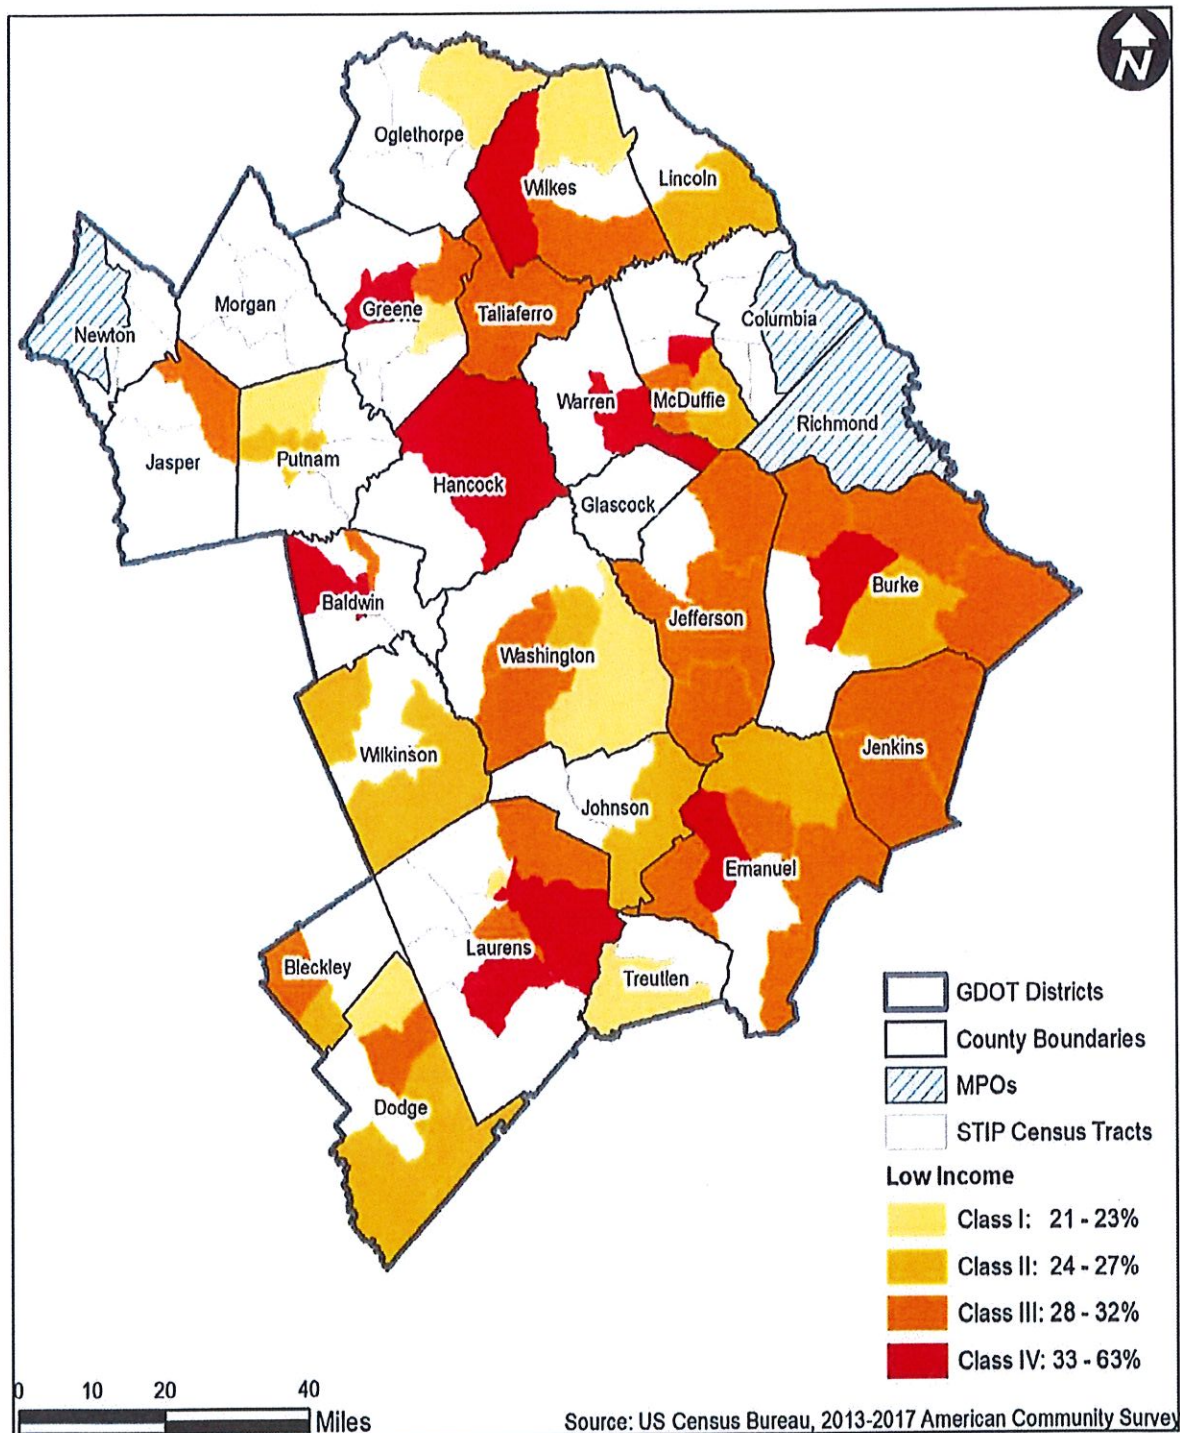 N
Oglethorpe
Wilkes
Lincoln
Greene
Taliaferro
Morgan
Newton
Columbia
Warren
McDuffie
Richmond
Jasper
Putnam
Hancock
Glascock
Baldwin
Burke
Jefferson
Washington
Wilkinson
Jenkins
Johnson
Emanuel
Laurens
Bleckley
Treutlen
Dodge
GDOT Districts
County Boundaries
MPOs
STIP Census Tracts
Low Income
Class I: 21 - 23%
Class II: 24 - 27%
Class III: 28 - 32%
Class IV: 33 - 63%
0 10 20 40
Miles
Source: US Census Bureau, 2013-2017 American Community Survey